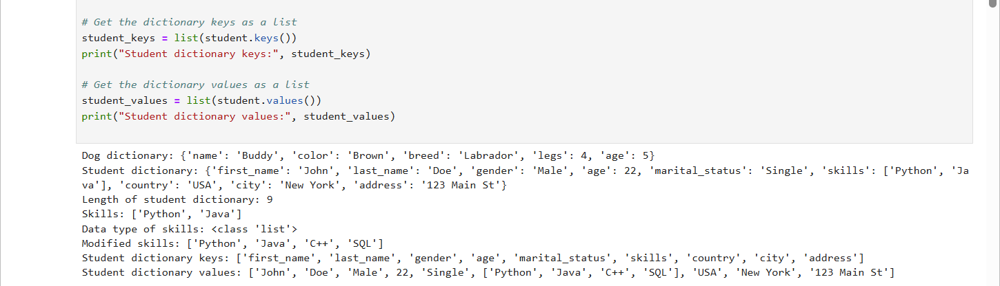 # Get the dictionary keys as a list
student_keys = list(student.keys())
print("Student dictionary keys:", student_keys)
# Get the dictionary values as a list
student_values = list(student.values())
print("Student dictionary values:", student_values)
Dog dictionary: {'name': 'Buddy', 'color': 'Brown', 'breed': 'Labrador', 'legs': 4, 'age': 5}
Student dictionary: {'first_name': 'John', 'last_name': 'Doe', 'gender': 'Male', 'age': 22, 'marital_status': 'Single', 'skills': ['Python', 'Ja
va'], 'country': 'USA', 'city': 'New York', 'address': '123 Main St'}
Length of student dictionary: 9
Skills: ['Python', 'Java']
Data type of skills: <class 'list'>
Modified skills: ['Python', 'Java', 'C++', 'SQL']
Student dictionary keys: ['first_name', 'last_name', 'gender', 'age', 'marital_status', 'skills', 'country', 'city', 'address']
Student dictionary values: ['John', 'Doe', 'Male', 22, 'Single', ['Python', 'Java', 'C++', 'SQL'], 'USA', 'New York', '123 Main St']